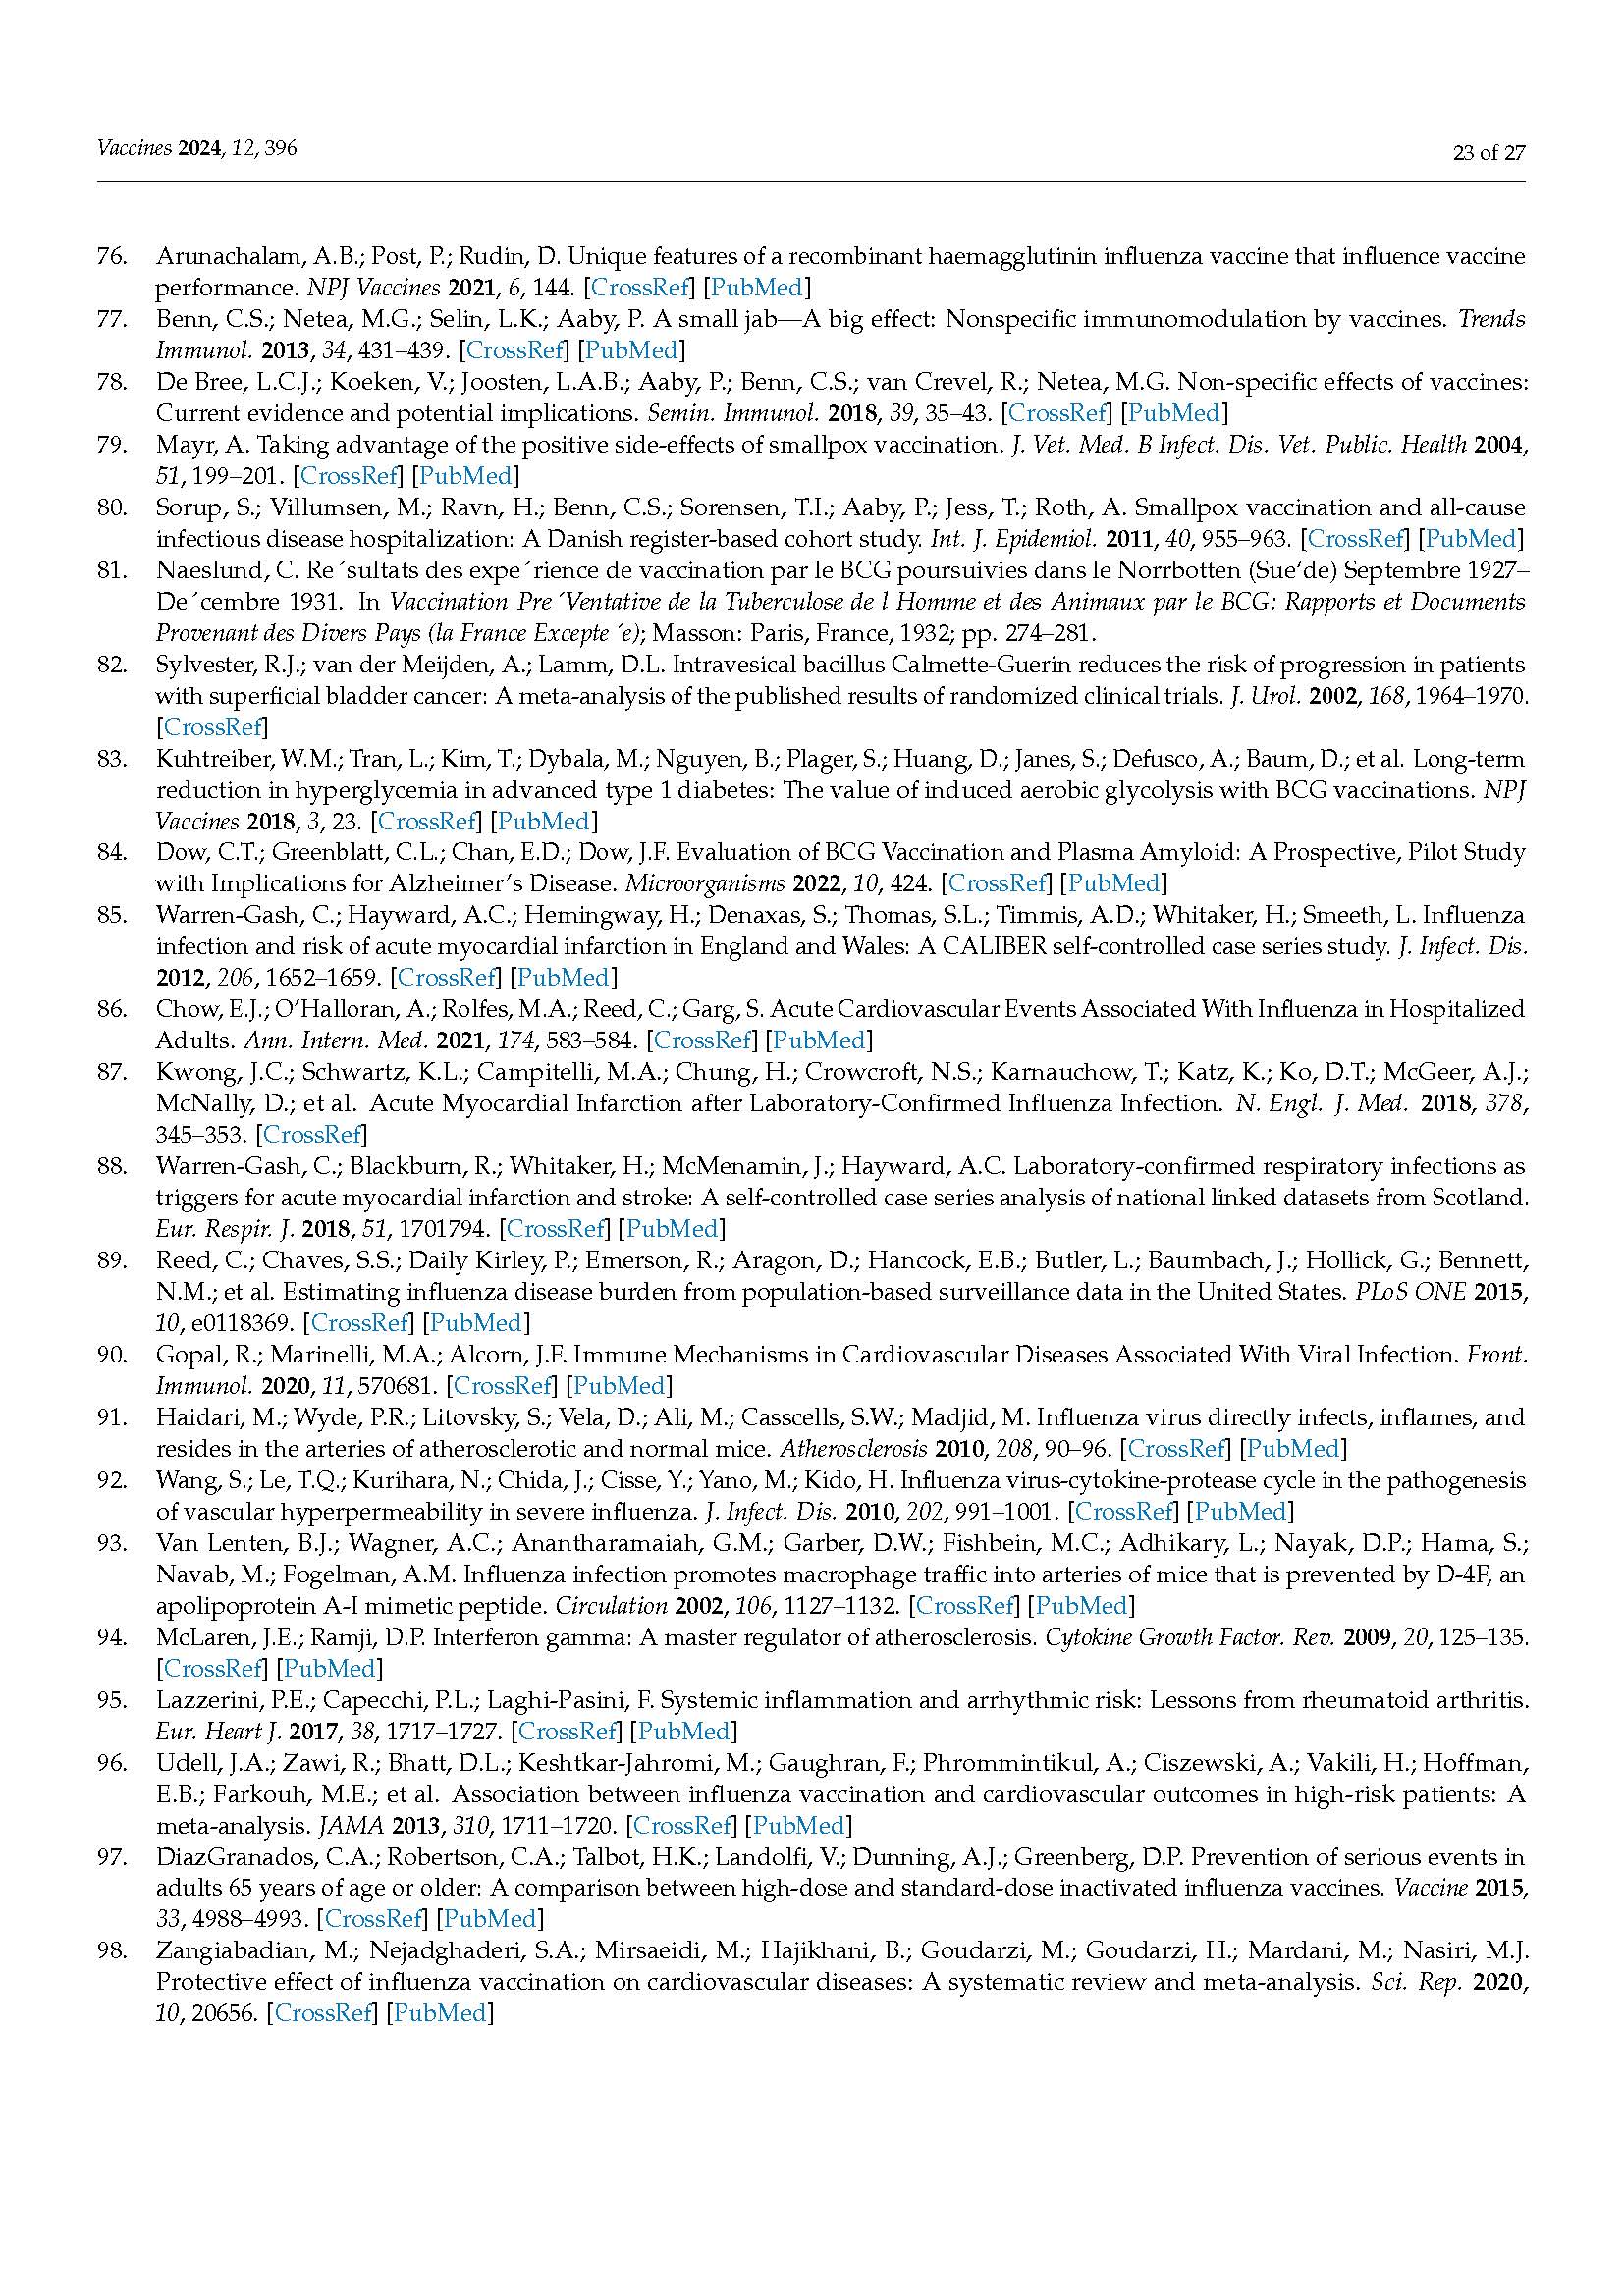 Vaccines 2024, 12, 396
23 of 27
76. Arunachalam, A.B.; Post, P.; Rudin, D. Unique features of a recombinant haemagglutinin influenza vaccine that influence vaccine
performance. NPJ Vaccines 2021, 6, 144. [CrossRef] [PubMed]
77. Benn, C.S.; Netea, M.G.; Selin, L.K.; Aaby, P. A small jab—A big effect: Nonspecific immunomodulation by vaccines. Trends
Immunol. 2013, 34, 431–439. [CrossRef] [PubMed]
78. De Bree, L.C.J.; Koeken, V.; Joosten, L.A.B.; Aaby, P.; Benn, C.S.; van Crevel, R.; Netea, M.G. Non-specific effects of vaccines:
Current evidence and potential implications. Semin. Immunol. 2018, 39, 35–43. [CrossRef] [PubMed]
79. Mayr, A. Taking advantage of the positive side-effects of smallpox vaccination. J. Vet. Med. B Infect. Dis. Vet. Public. Health 2004,
51, 199–201. [CrossRef] [PubMed]
80. Sorup, S.; Villumsen, M.; Ravn, H.; Benn, C.S.; Sorensen, T.I.; Aaby, P.; Jess, T.; Roth, A. Smallpox vaccination and all-cause
infectious disease hospitalization: A Danish register-based cohort study. Int. J. Epidemiol. 2011, 40, 955–963. [CrossRef] [PubMed]
81. Naeslund, C. Re´sultats des expe´rience de vaccination par le BCG poursuivies dans le Norrbotten (Sue‘de) Septembre 1927–
De´cembre 1931. In Vaccination Pre´Ventative de la Tuberculose de l Homme et des Animaux par le BCG: Rapports et Documents
Provenant des Divers Pays (la France Excepte´e); Masson: Paris, France, 1932; pp. 274–281.
82. Sylvester, R.J.; van der Meijden, A.; Lamm, D.L. Intravesical bacillus Calmette-Guerin reduces the risk of progression in patients
with superficial bladder cancer: A meta-analysis of the published results of randomized clinical trials. J. Urol. 2002, 168, 1964–1970.
[CrossRef]
83. Kuhtreiber, W.M.; Tran, L.; Kim, T.; Dybala, M.; Nguyen, B.; Plager, S.; Huang, D.; Janes, S.; Defusco, A.; Baum, D.; et al. Long-term
reduction in hyperglycemia in advanced type 1 diabetes: The value of induced aerobic glycolysis with BCG vaccinations. NPJ
Vaccines 2018, 3, 23. [CrossRef] [PubMed]
84. Dow, C.T.; Greenblatt, C.L.; Chan, E.D.; Dow, J.F. Evaluation of BCG Vaccination and Plasma Amyloid: A Prospective, Pilot Study
with Implications for Alzheimer’s Disease. Microorganisms 2022, 10, 424. [CrossRef] [PubMed]
85. Warren-Gash, C.; Hayward, A.C.; Hemingway, H.; Denaxas, S.; Thomas, S.L.; Timmis, A.D.; Whitaker, H.; Smeeth, L. Influenza
infection and risk of acute myocardial infarction in England and Wales: A CALIBER self-controlled case series study. J. Infect. Dis.
2012, 206, 1652–1659. [CrossRef] [PubMed]
86. Chow, E.J.; O’Halloran, A.; Rolfes, M.A.; Reed, C.; Garg, S. Acute Cardiovascular Events Associated With Influenza in Hospitalized
Adults. Ann. Intern. Med. 2021, 174, 583–584. [CrossRef] [PubMed]
87. Kwong, J.C.; Schwartz, K.L.; Campitelli, M.A.; Chung, H.; Crowcroft, N.S.; Karnauchow, T.; Katz, K.; Ko, D.T.; McGeer, A.J.;
McNally, D.; et al. Acute Myocardial Infarction after Laboratory-Confirmed Influenza Infection. N. Engl. J. Med. 2018, 378,
345–353. [CrossRef]
88. Warren-Gash, C.; Blackburn, R.; Whitaker, H.; McMenamin, J.; Hayward, A.C. Laboratory-confirmed respiratory infections as
triggers for acute myocardial infarction and stroke: A self-controlled case series analysis of national linked datasets from Scotland.
Eur. Respir. J. 2018, 51, 1701794. [CrossRef] [PubMed]
89. Reed, C.; Chaves, S.S.; Daily Kirley, P.; Emerson, R.; Aragon, D.; Hancock, E.B.; Butler, L.; Baumbach, J.; Hollick, G.; Bennett,
N.M.; et al. Estimating influenza disease burden from population-based surveillance data in the United States. PLoS ONE 2015,
10, e0118369. [CrossRef] [PubMed]
90. Gopal, R.; Marinelli, M.A.; Alcorn, J.F. Immune Mechanisms in Cardiovascular Diseases Associated With Viral Infection. Front.
Immunol. 2020, 11, 570681. [CrossRef] [PubMed]
91. Haidari, M.; Wyde, P.R.; Litovsky, S.; Vela, D.; Ali, M.; Casscells, S.W.; Madjid, M. Influenza virus directly infects, inflames, and
resides in the arteries of atherosclerotic and normal mice. Atherosclerosis 2010, 208, 90–96. [CrossRef] [PubMed]
92. Wang, S.; Le, T.Q.; Kurihara, N.; Chida, J.; Cisse, Y.; Yano, M.; Kido, H. Influenza virus-cytokine-protease cycle in the pathogenesis
of vascular hyperpermeability in severe influenza. J. Infect. Dis. 2010, 202, 991–1001. [CrossRef] [PubMed]
93. Van Lenten, B.J.; Wagner, A.C.; Anantharamaiah, G.M.; Garber, D.W.; Fishbein, M.C.; Adhikary, L.; Nayak, D.P.; Hama, S.;
Navab, M.; Fogelman, A.M. Influenza infection promotes macrophage traffic into arteries of mice that is prevented by D-4F, an
apolipoprotein A-I mimetic peptide. Circulation 2002, 106, 1127–1132. [CrossRef] [PubMed]
94. McLaren, J.E.; Ramji, D.P. Interferon gamma: A master regulator of atherosclerosis. Cytokine Growth Factor. Rev. 2009, 20, 125–135.
[CrossRef] [PubMed]
95. Lazzerini, P.E.; Capecchi, P.L.; Laghi-Pasini, F. Systemic inflammation and arrhythmic risk: Lessons from rheumatoid arthritis.
Eur. Heart J. 2017, 38, 1717–1727. [CrossRef] [PubMed]
96. Udell, J.A.; Zawi, R.; Bhatt, D.L.; Keshtkar-Jahromi, M.; Gaughran, F.; Phrommintikul, A.; Ciszewski, A.; Vakili, H.; Hoffman,
E.B.; Farkouh, M.E.; et al. Association between influenza vaccination and cardiovascular outcomes in high-risk patients: A
meta-analysis. JAMA 2013, 310, 1711–1720. [CrossRef] [PubMed]
97. DiazGranados, C.A.; Robertson, C.A.; Talbot, H.K.; Landolfi, V.; Dunning, A.J.; Greenberg, D.P. Prevention of serious events in
adults 65 years of age or older: A comparison between high-dose and standard-dose inactivated influenza vaccines. Vaccine 2015,
33, 4988–4993. [CrossRef] [PubMed]
98. Zangiabadian, M.; Nejadghaderi, S.A.; Mirsaeidi, M.; Hajikhani, B.; Goudarzi, M.; Goudarzi, H.; Mardani, M.; Nasiri, M.J.
Protective effect of influenza vaccination on cardiovascular diseases: A systematic review and meta-analysis. Sci. Rep. 2020,
10, 20656. [CrossRef] [PubMed]